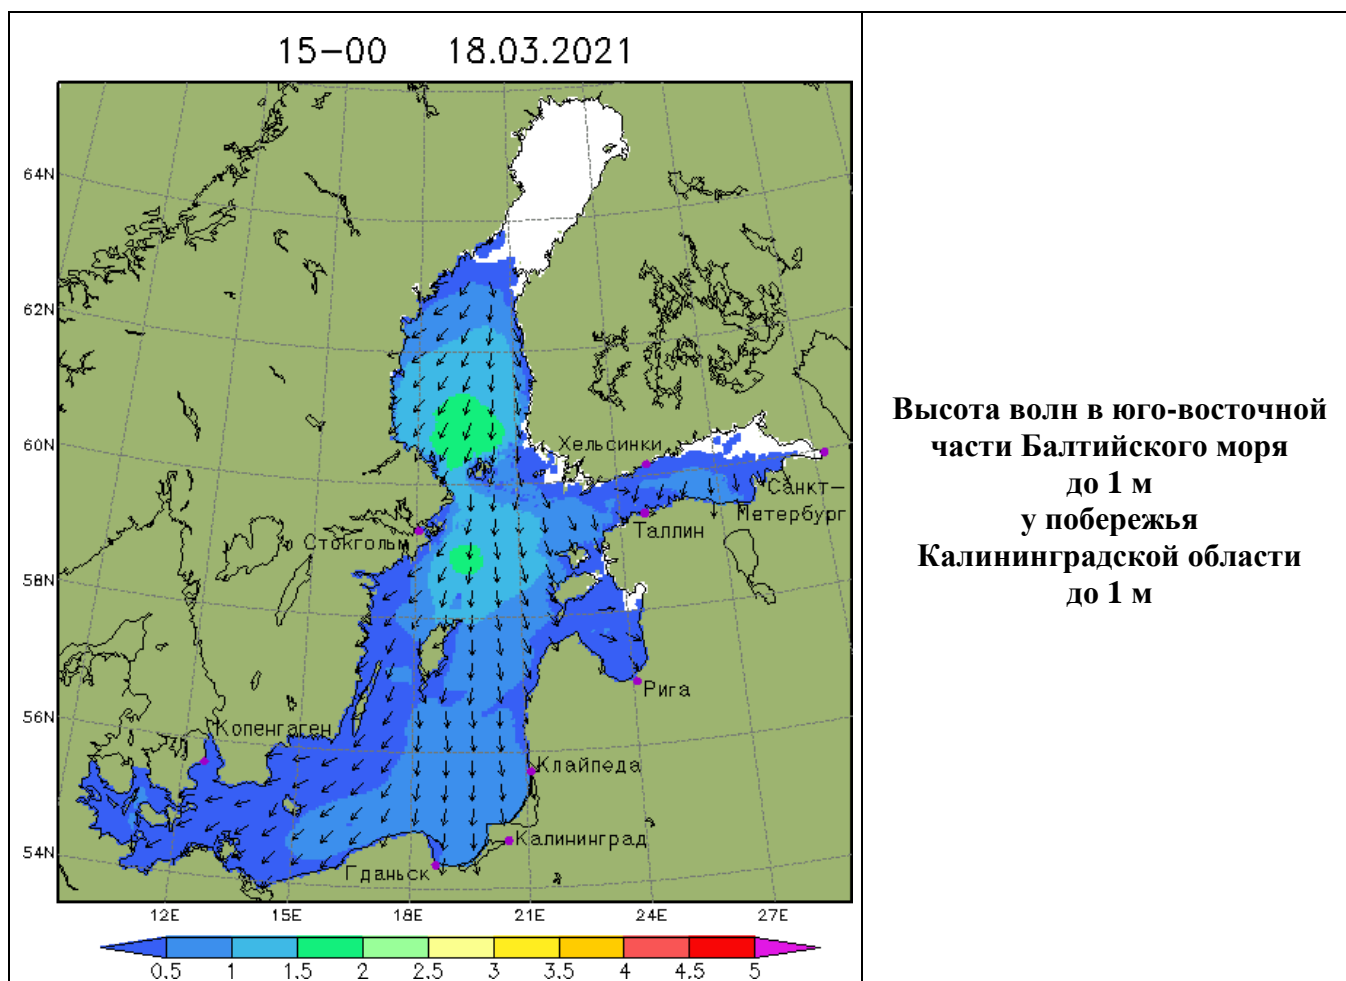 15-00 18.03.2021
64N
62N
60N
58N
56N
54N
Хельсинки
Санкт-
Петербург
Таллин
Стокгольм
Рига
Копенгаген
Клайпеда
Калининград
Гданьск
12E 15E 18E 21E 24E 27E
0.5 1 1.5 2 2.5 3 3.5 4 4.5 5
Высота волн в юго-восточной
части Балтийского моря
до 1 м
у побережья
Калининградской области
до 1 м